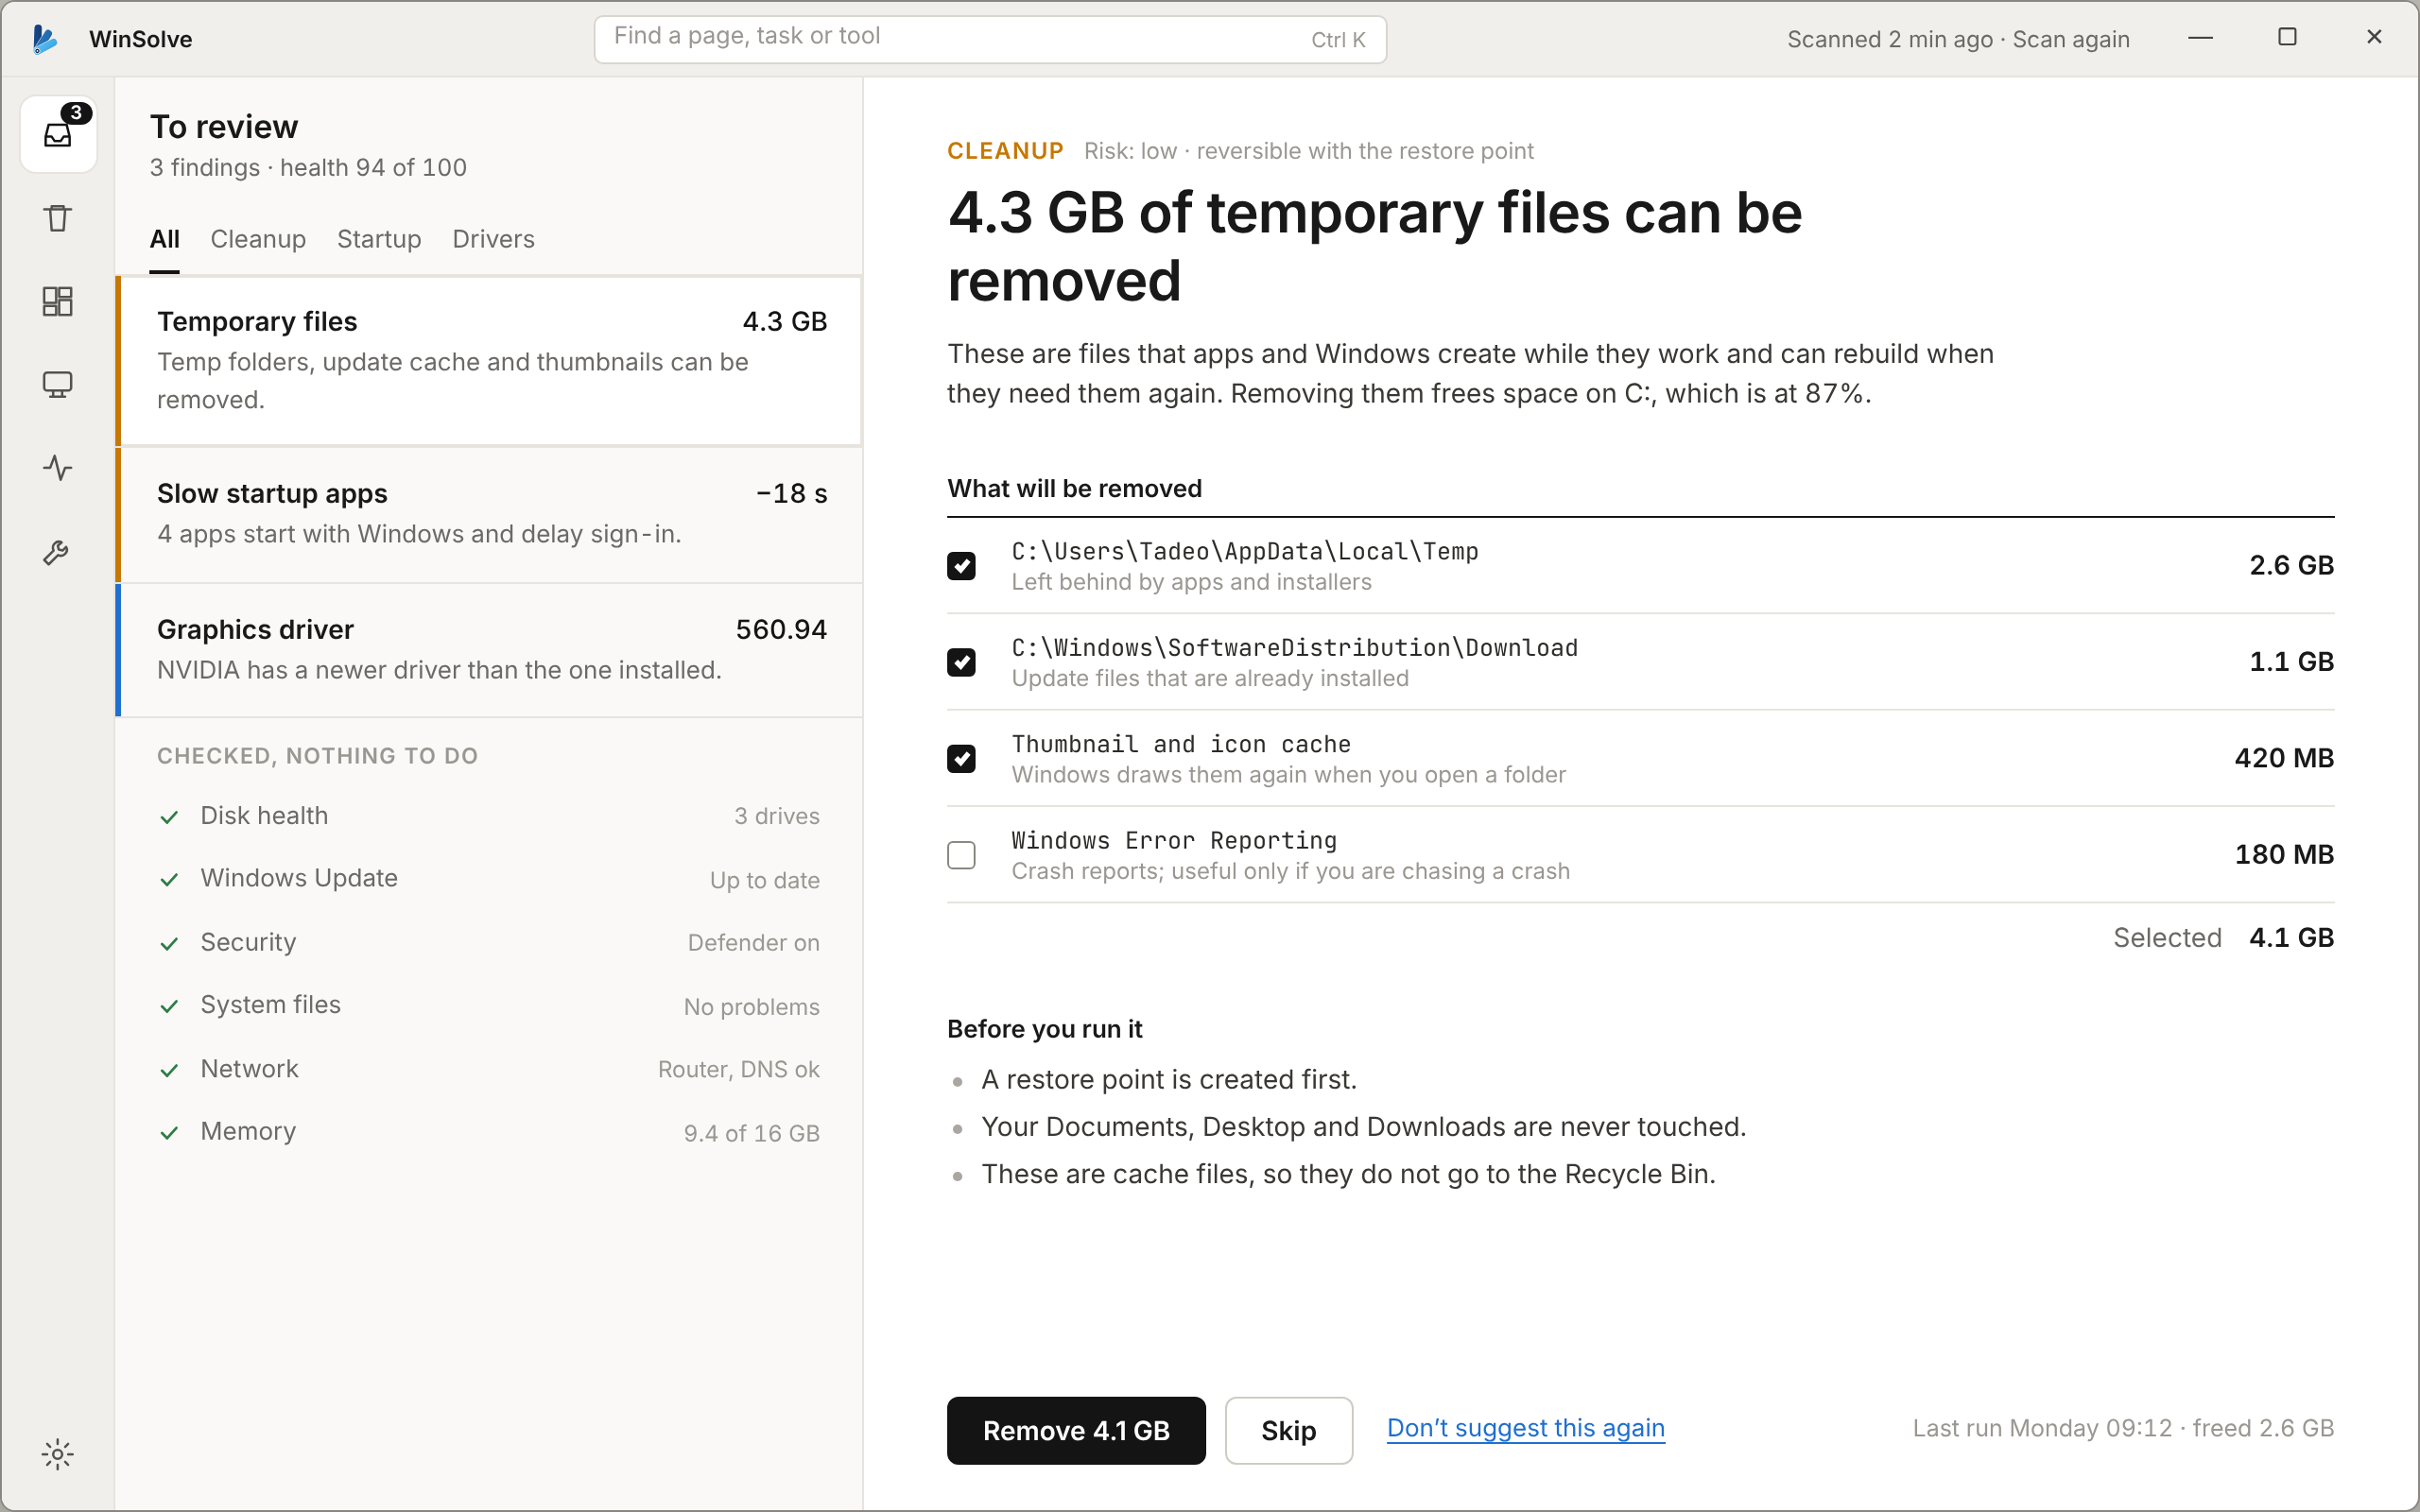 WinSolve
Find a page, task or tool
Ctrl K
Scanned 2 min ago · Scan again
3
To review
3 findings · health 94 of 100
All Cleanup Startup Drivers
Temporary files 4.3 GB
Temp folders, update cache and thumbnails can be
removed.
Slow startup apps −18 s
4 apps start with Windows and delay sign-in.
Graphics driver 560.94
NVIDIA has a newer driver than the one installed.
CHECKED, NOTHING TO DO
Disk health 3 drives
Windows Update Up to date
Security Defender on
System files No problems
Network Router, DNS ok
Memory 9.4 of 16 GB
CLEANUP Risk: low · reversible with the restore point
4.3 GB of temporary files can be
removed
These are files that apps and Windows create while they work and can rebuild when
they need them again. Removing them frees space on C:, which is at 87%.
What will be removed
C:\Users\Tadeo\AppData\Local\Temp
Left behind by apps and installers
2.6 GB
C:\Windows\SoftwareDistribution\Download
Update files that are already installed
1.1 GB
Thumbnail and icon cache
Windows draws them again when you open a folder
420 MB
Windows Error Reporting
Crash reports; useful only if you are chasing a crash
180 MB
Selected 4.1 GB
Before you run it
• A restore point is created first.
• Your Documents, Desktop and Downloads are never touched.
• These are cache files, so they do not go to the Recycle Bin.
Remove 4.1 GB
Skip
Don’t suggest this again
Last run Monday 09:12 · freed 2.6 GB